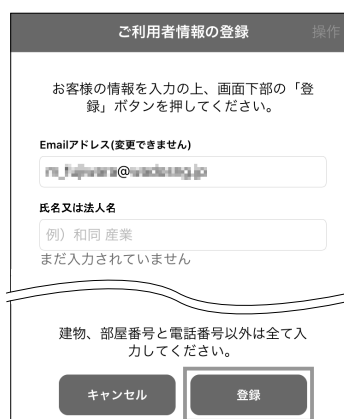 ご利用者情報の登録 操作
お客様の情報を入力の上、画面下部の「登
録」ボタンを押してください。
Emailアドレス(変更できません)
氏名又は法人名
例）和同 産業
まだ入力されていません
建物、部屋番号と電話番号以外は全て入
力してください。
キャンセル 登録